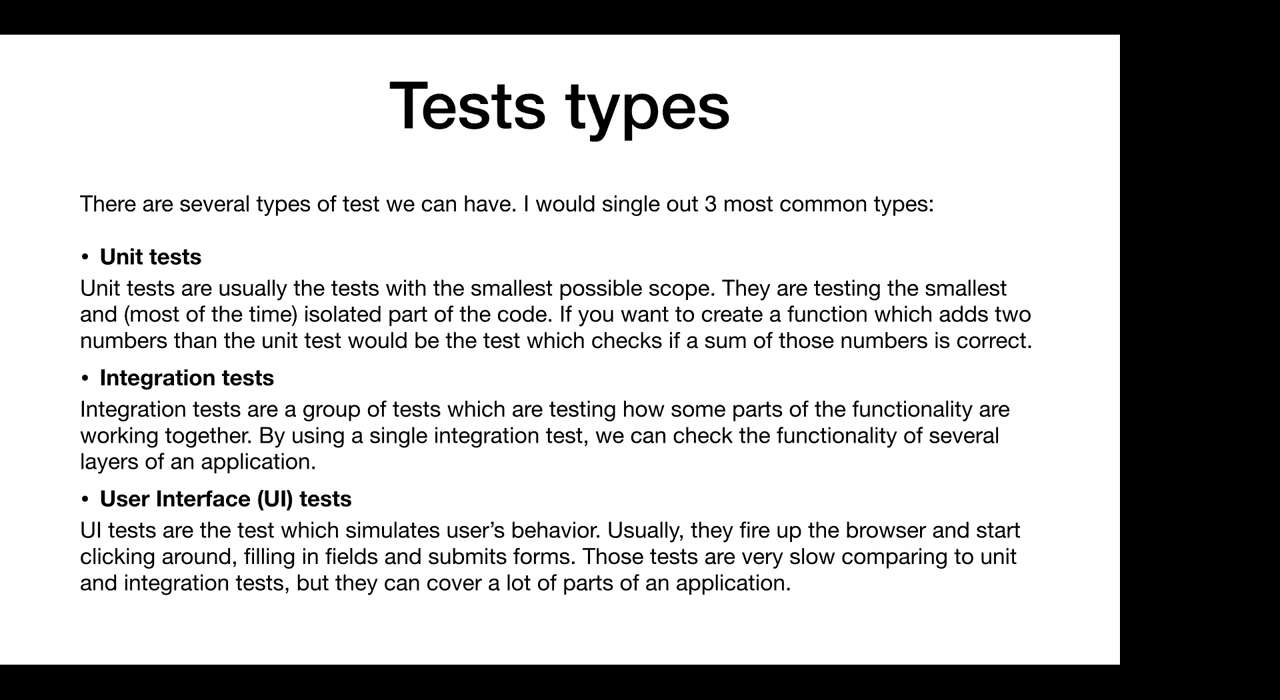 Tests types
There are several types of test we can have. I would single out 3 most common types:
• Unit tests
Unit tests are usually the tests with the smallest possible scope. They are testing the smallest
and (most of the time) isolated part of the code. If you want to create a function which adds two
numbers than the unit test would be the test which checks if a sum of those numbers is correct.
• Integration tests
Integration tests are a group of tests which are testing how some parts of the functionality are
working together. By using a single integration test, we can check the functionality of several
layers of an application.
• User Interface (UI) tests
UI tests are the test which simulates user’s behavior. Usually, they fire up the browser and start
clicking around, filling in fields and submits forms. Those tests are very slow comparing to unit
and integration tests, but they can cover a lot of parts of an application.